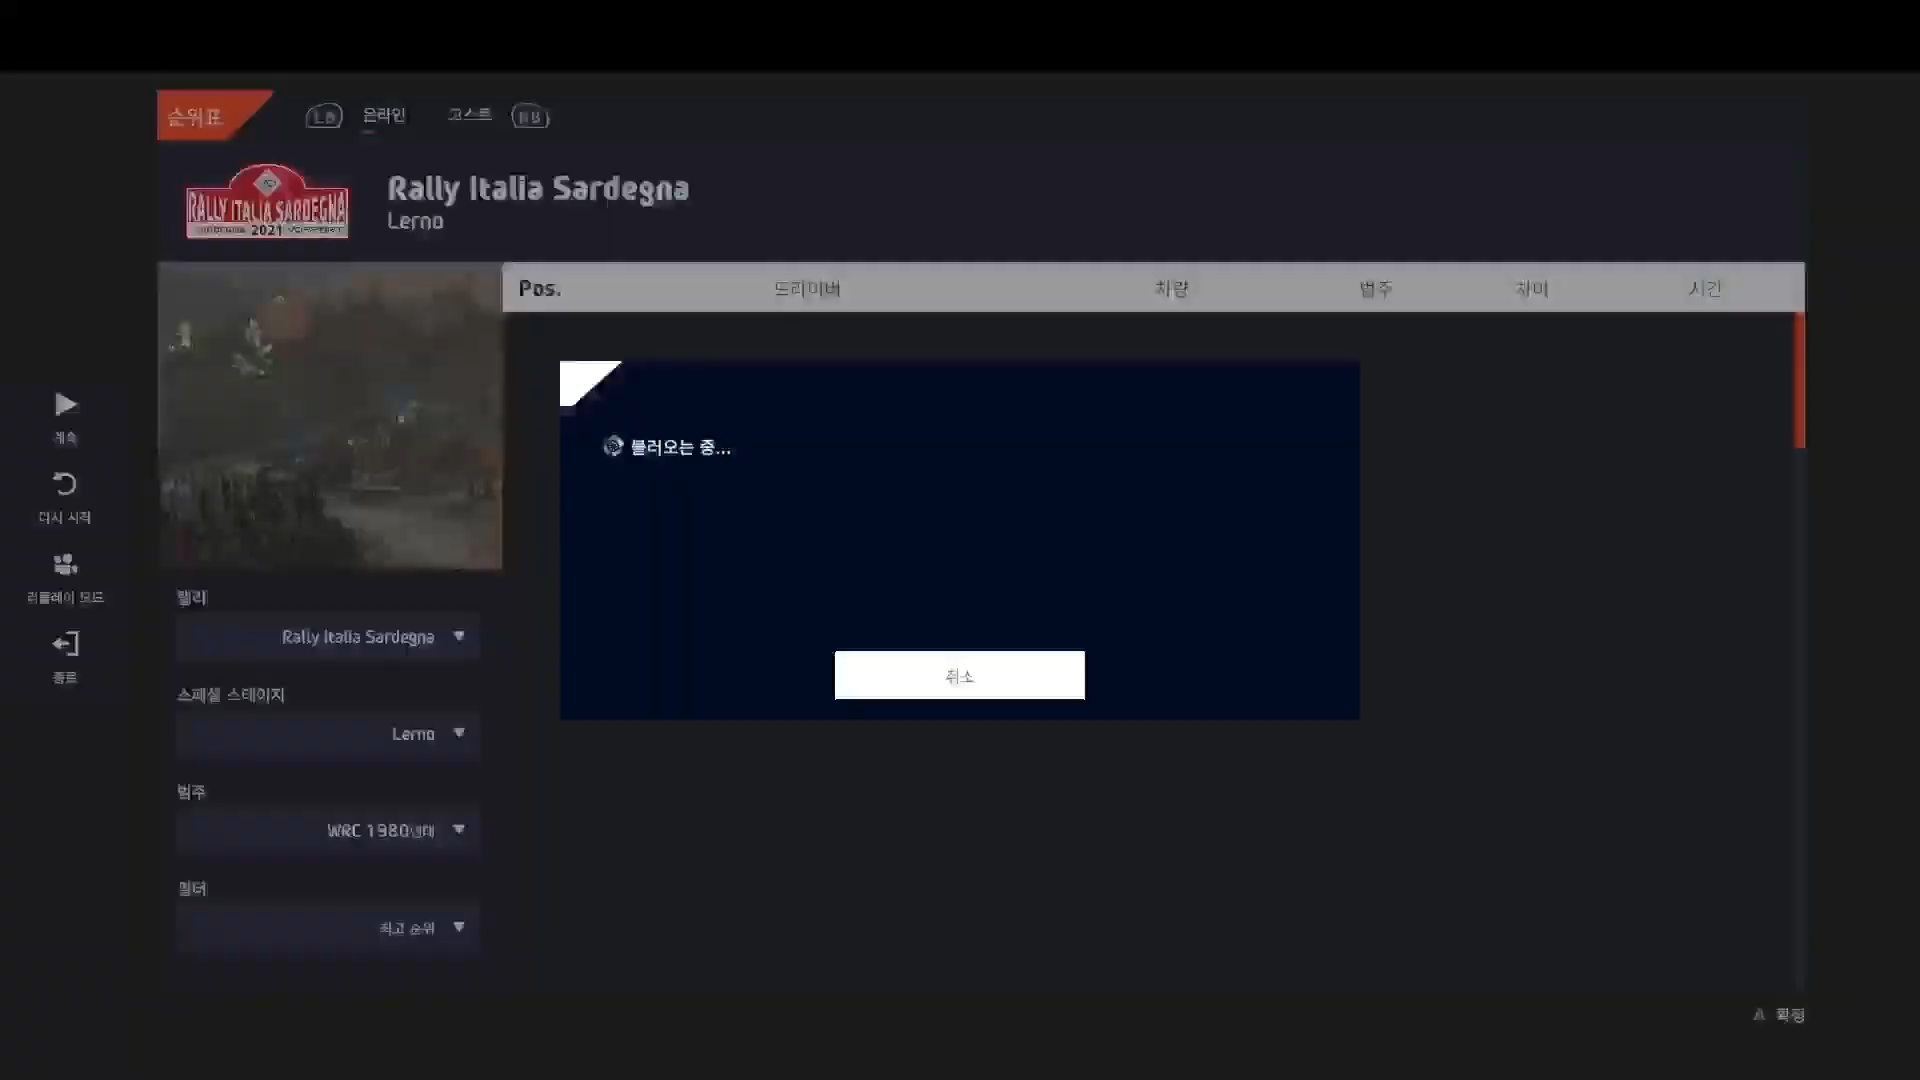 순위표
LB 온라인 고스트 RB
RALLY ITALIA SARDEGNA
2021
Rally Italia Sardegna
Lerno
Pos. 드라이버 차량 범주 차이 시간
불러오는 중...
취소
계속
다시 시작
리플레이 모드
종료
랠리
Rally Italia Sardegna
스페셜 스테이지
Lerno
범주
WRC 1980년대
필터
최고 순위
A 확정